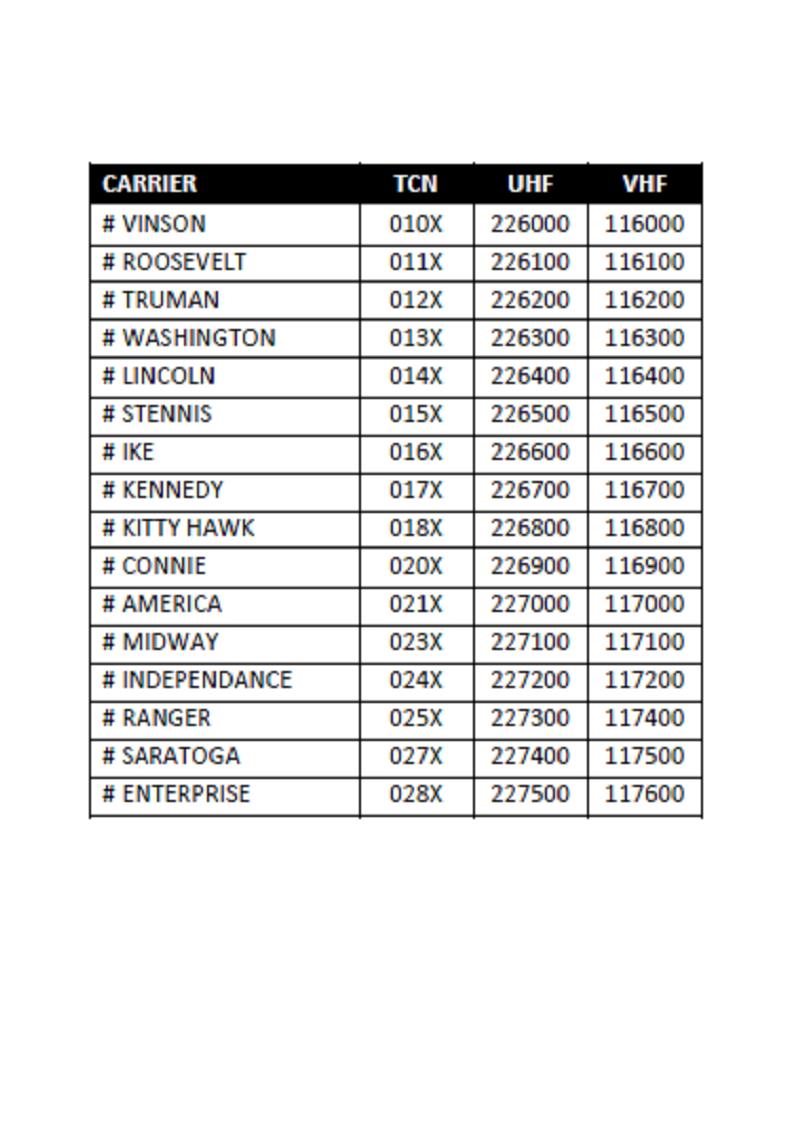 CARRIER TCN UHF VHF
# VINSON 010X 226000 116000
# ROOSEVELT 011X 226100 116100
# TRUMAN 012X 226200 116200
# WASHINGTON 013X 226300 116300
# LINCOLN 014X 226400 116400
# STENNIS 015X 226500 116500
# IKE 016X 226600 116600
# KENNEDY 017X 226700 116700
# KITTY HAWK 018X 226800 116800
# CONNIE 020X 226900 116900
# AMERICA 021X 227000 117000
# MIDWAY 023X 227100 117100
# INDEPENDANCE 024X 227200 117200
# RANGER 025X 227300 117400
# SARATOGA 027X 227400 117500
# ENTERPRISE 028X 227500 117600